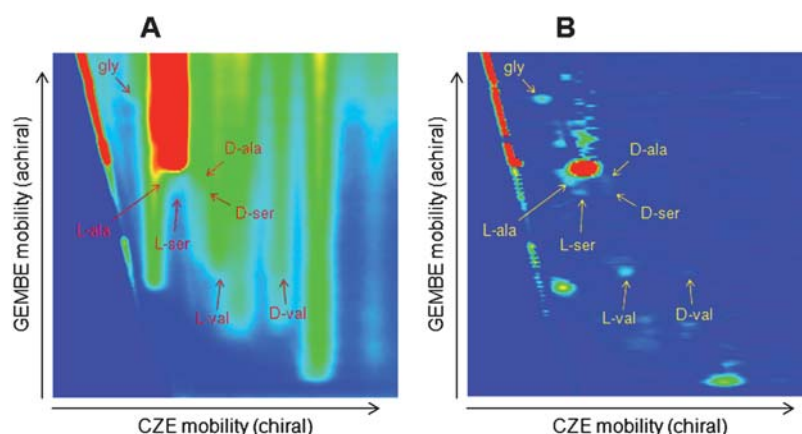 A
gly
D-ala
D-ser
L-ala
L-ser
L-val
D-val
GEMBE mobility (achiral)
CZE mobility (chiral)
B
gly
D-ala
D-ser
L-ala
L-ser
L-val
D-val
GEMBE mobility (achiral)
CZE mobility (chiral)